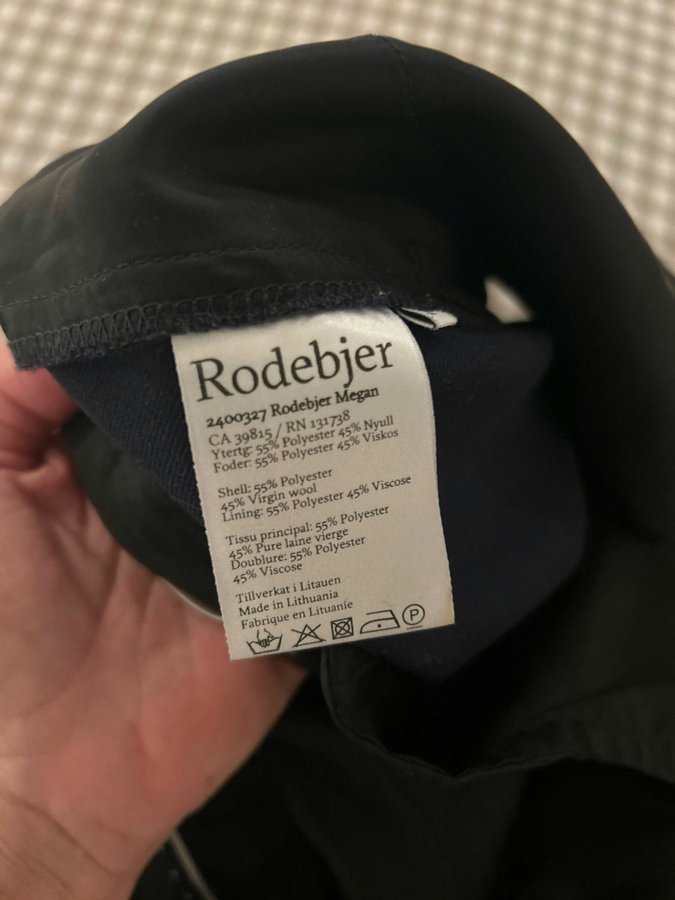 Rodebjer
2400327 Rodebjer Megan
CA 39815 / RN 131738
Ytertg: 55% Polyester 45% Nyull
Foder: 55% Polyester 45% Viskos
Shell: 55% Polyester
45% Virgin wool
Lining: 55% Polyester 45% Viscose
Tissu principal: 55% Polyester
45% Pure laine vierge
Doublure: 55% Polyester
45% Viscose
Tillverkat i Litauen
Made in Lithuania
Fabrique en Lituanie
P